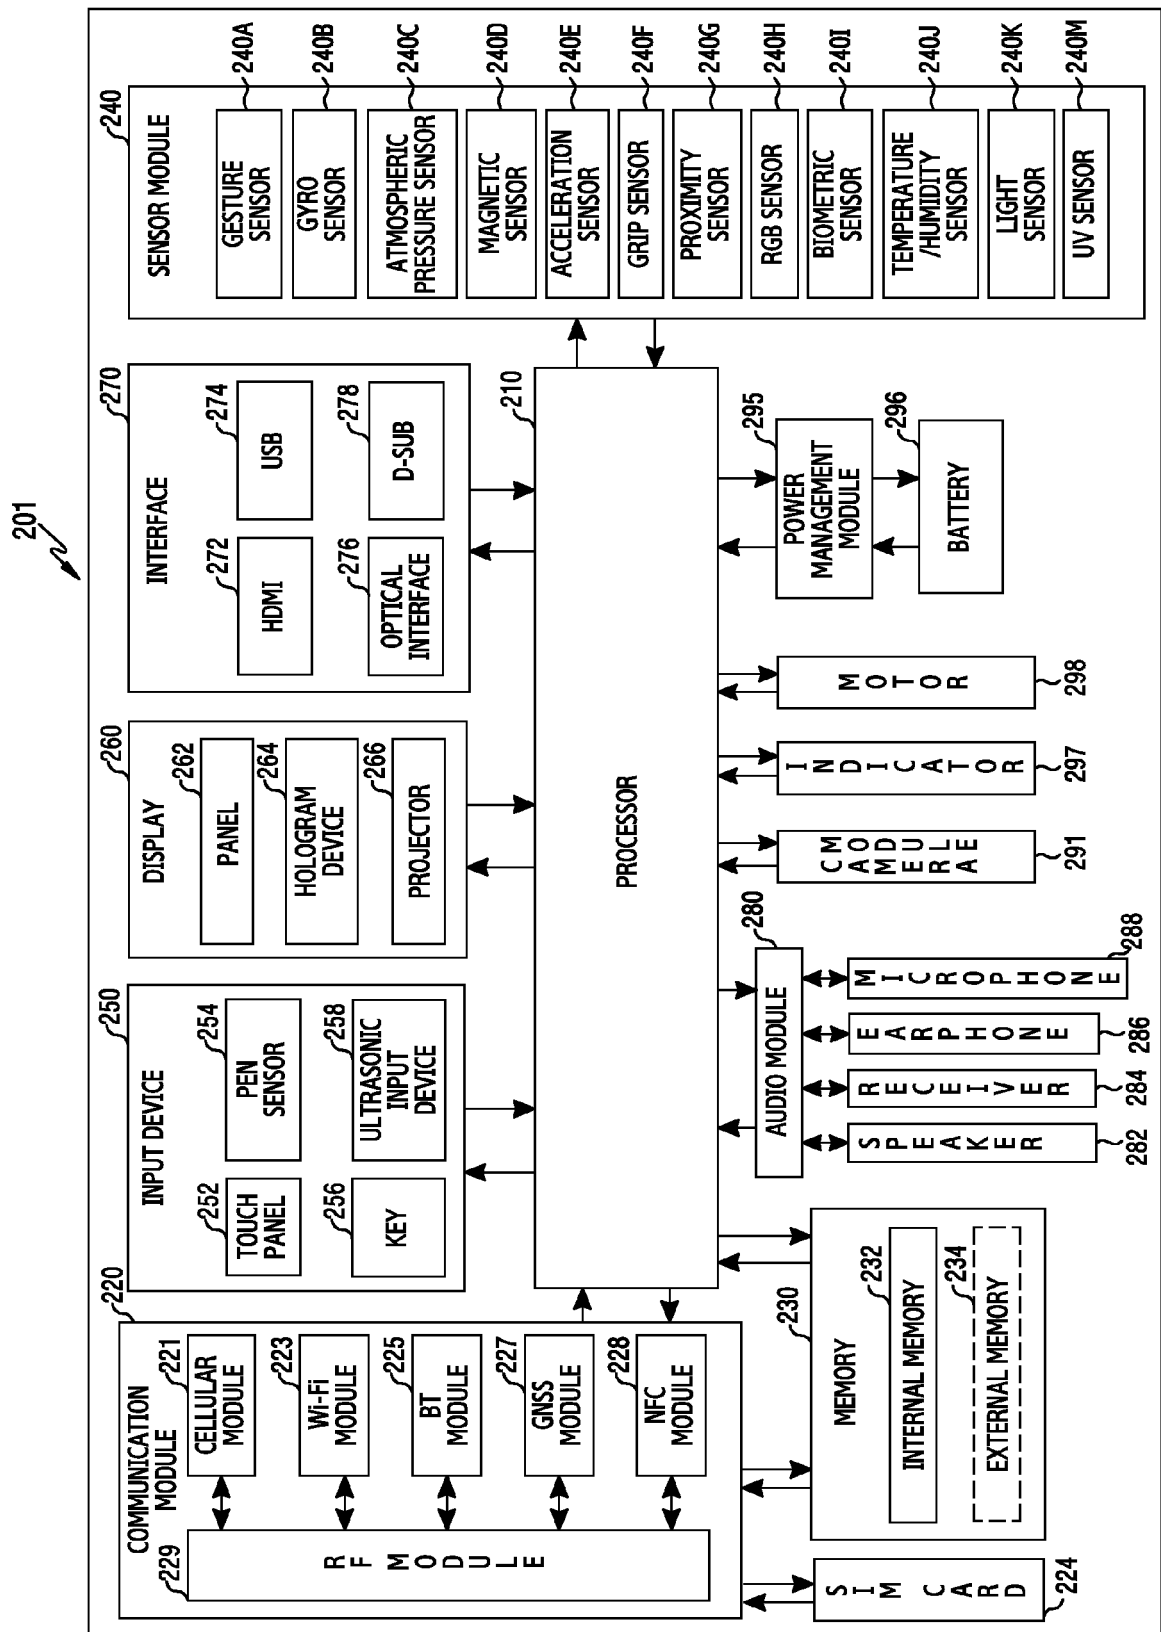 201
COMMUNICATION
MODULE
220
229
RF MODULE
221
CELLULAR
MODULE
223
Wi-Fi
MODULE
225
BT
MODULE
227
GNSS
MODULE
228
NFC
MODULE
INPUT DEVICE
250
252
TOUCH
PANEL
254
PEN
SENSOR
256
KEY
258
ULTRASONIC
INPUT
DEVICE
DISPLAY
260
262
PANEL
264
HOLOGRAM
DEVICE
266
PROJECTOR
INTERFACE
270
272
HDMI
274
USB
276
OPTICAL
INTERFACE
278
D-SUB
SENSOR MODULE
240
GESTURE
SENSOR
240A
GYRO
SENSOR
240B
ATMOSPHERIC
PRESSURE SENSOR
240C
MAGNETIC
SENSOR
240D
ACCELERATION
SENSOR
240E
GRIP SENSOR
240F
PROXIMITY
SENSOR
240G
RGB SENSOR
240H
BIOMETRIC
SENSOR
240I
TEMPERATURE
/HUMIDITY
SENSOR
240J
LIGHT
SENSOR
240K
UV SENSOR
240M
PROCESSOR
210
SIM CARD
224
MEMORY
230
INTERNAL MEMORY
232
EXTERNAL MEMORY
234
AUDIO MODULE
280
SPEAKER
282
RECEIVER
284
EARPHONE
286
MICROPHONE
288
CAMERA
MODULE
291
INDICATOR
297
MOTOR
298
POWER
MANAGEMENT
MODULE
295
BATTERY
296